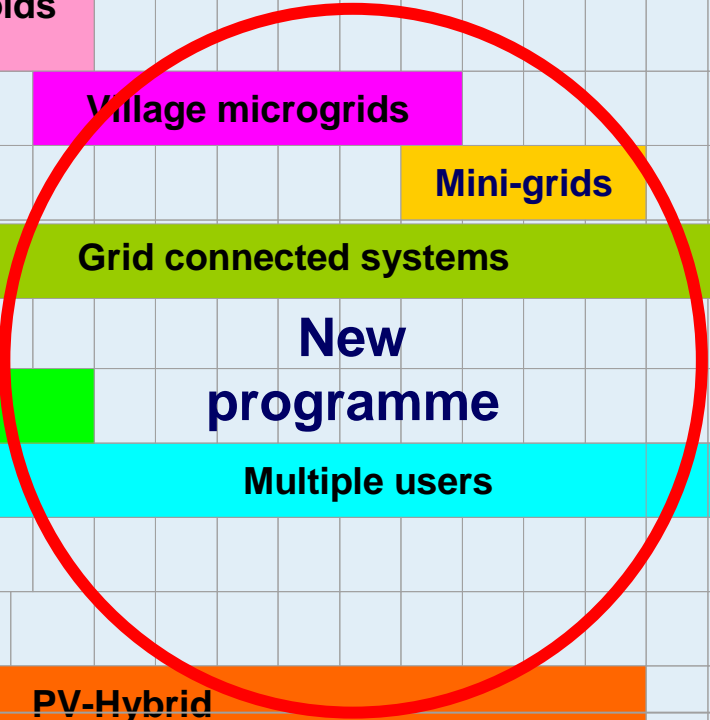 Village microgrids
Mini-grids
Grid connected systems
New
programme
Multiple users
PV-Hybrid